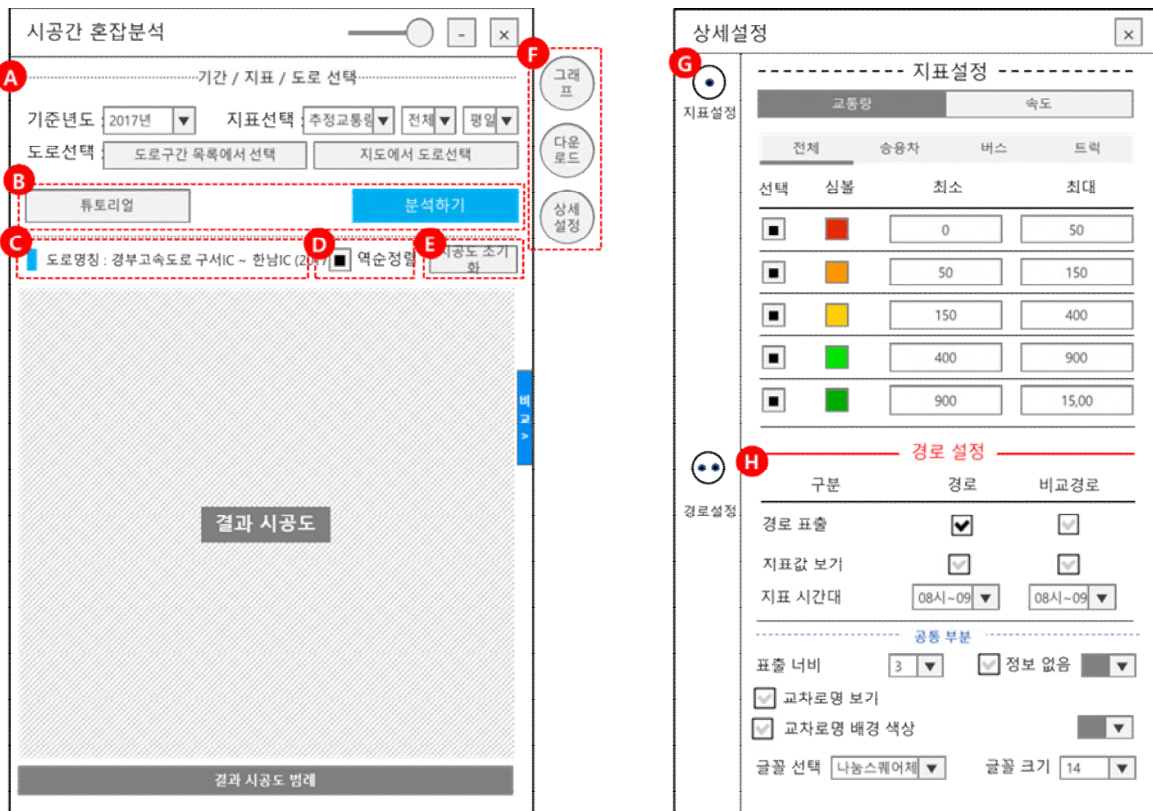 시공간 혼잡분석
-
×
A
기간 / 지표 / 도로 선택
기준년도 : 2017년 ▼ 지표선택 : 추정교통량 ▼ 전체 ▼ 평일 ▼
도로선택 : 도로구간 목록에서 선택 지도에서 도로선택
B
튜토리얼 분석하기
C
도로명칭 : 경부고속도로 구서IC ~ 한남IC (2017
D
역순정렬
E
시공도 초기
화
F
그래
프
다운
로드
상세
설정
비
교
>
결과 시공도
결과 시공도 범례
상세설정
×
G
지표설정
지표설정
교통량 속도
전체 승용차 버스 트럭
선택 심볼 최소 최대
0 50
50 150
150 400
400 900
900 15,00
경로설정
H
경로 설정
구분 경로 비교경로
경로 표출
지표값 보기
지표 시간대 08시~09 ▼ 08시~09 ▼
공통 부분
표출 너비 3 ▼ 정보 없음 ▼
교차로명 보기
교차로명 배경 색상 ▼
글꼴 선택 나눔스퀘어체 ▼ 글꼴 크기 14 ▼